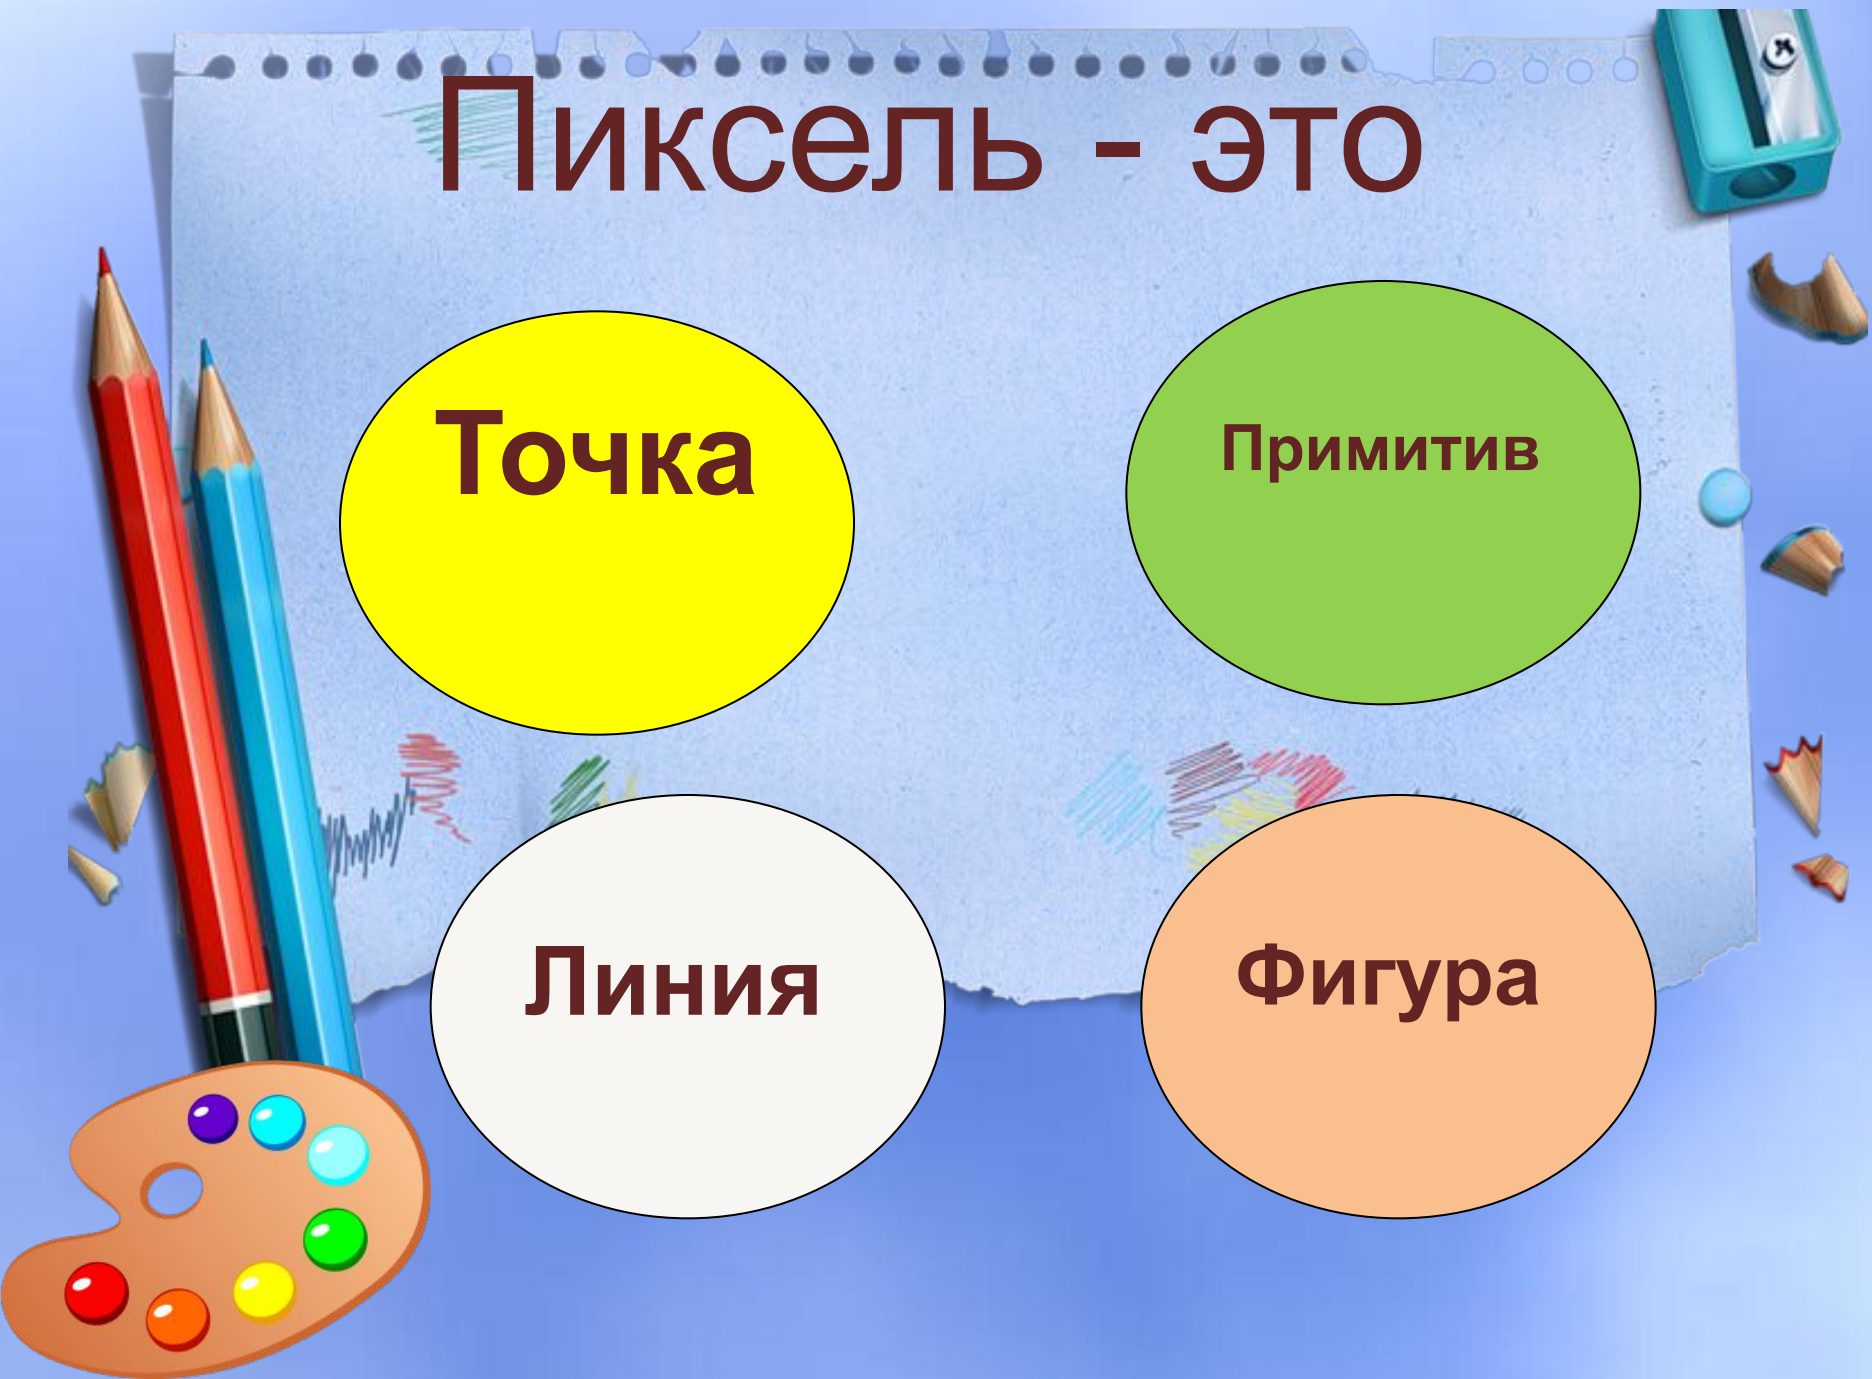 Пиксель - это
Точка
Примитив
Линия
Фигура